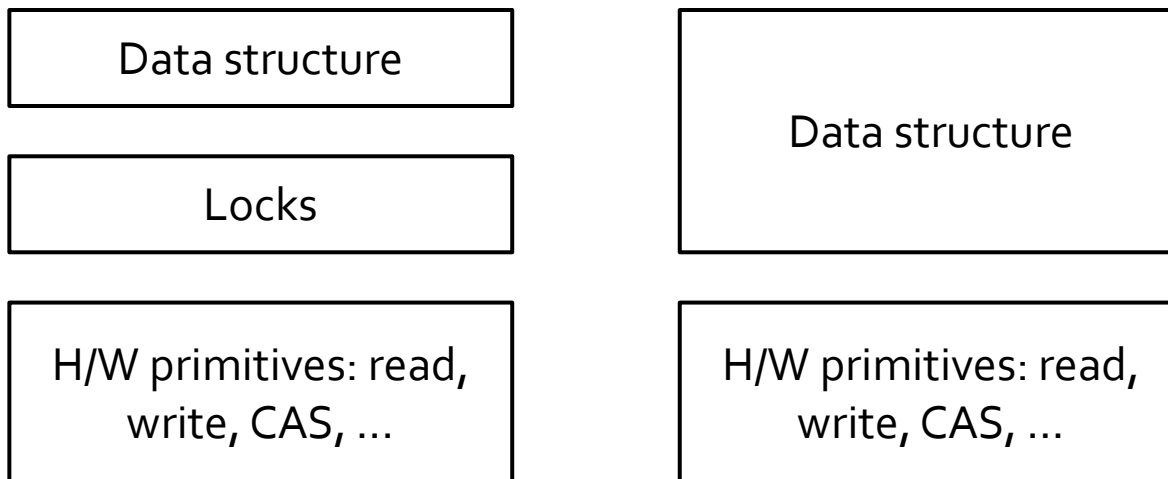 Data structure
Locks
H/W primitives: read,
write, CAS, ...
Data structure
H/W primitives: read,
write, CAS, ...